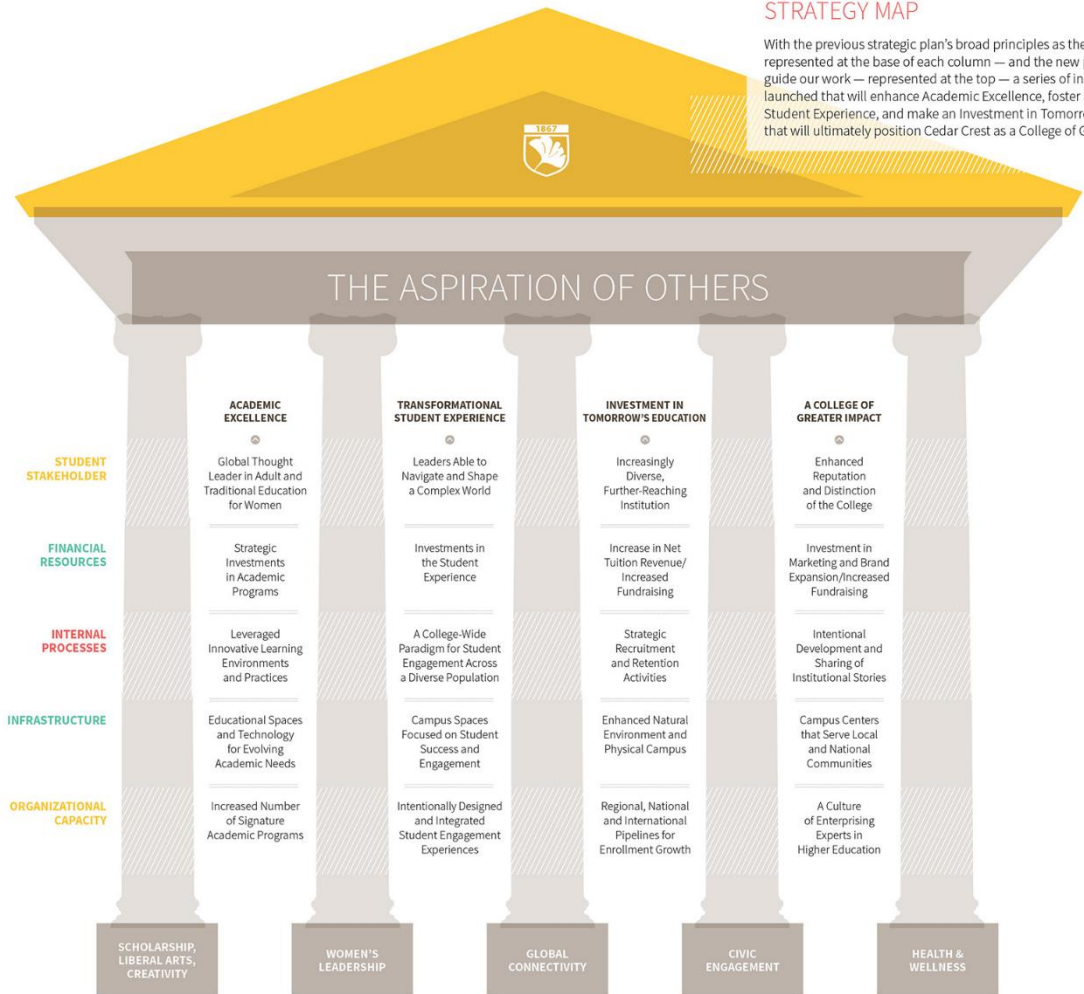 STRATEGY MAP
With the previous strategic plan's broad principles as the
represented at the base of each column — and the new
guide our work — represented at the top — a series of
launched that will enhance Academic Excellence, foster
Student Experience, and make an Investment in
that will ultimately position Cedar Crest as a College of
1867
THE ASPIRATION OF OTHERS
ACADEMIC
EXCELLENCE
TRANSFORMATIONAL
STUDENT EXPERIENCE
INVESTMENT IN
TOMORROW'S EDUCATION
A COLLEGE OF
GREATER IMPACT
STUDENT
STAKEHOLDER
Global Thought
Leader in Adult and
Traditional Education
for Women
Leaders Able to
Navigate and Shape
a Complex World
Increasingly
Diverse,
Further-Reaching
Institution
Enhanced
Reputation
and Distinction
of the College
FINANCIAL
RESOURCES
Strategic
Investments
in Academic
Programs
Investments in
the Student
Experience
Increase in Net
Tuition Revenue/
Increased
Fundraising
Investment in
Marketing and Brand
Expansion/Increased
Fundraising
INTERNAL
PROCESSES
Leveraged
Innovative Learning
Environments
and Practices
A College-Wide
Paradigm for Student
Engagement Across
a Diverse Population
Strategic
Recruitment
and Retention
Activities
Intentional
Development and
Sharing of
Institutional Stories
INFRASTRUCTURE
Educational Spaces
and Technology
for Evolving
Academic Needs
Campus Spaces
Focused on Student
Success and
Engagement
Enhanced Natural
Environment and
Physical Campus
Campus Centers
that Serve Local
and National
Communities
ORGANIZATIONAL
CAPACITY
Increased Number
of Signature
Academic Programs
Intentionally Designed
and Integrated
Student Engagement
Experiences
Regional, National
and International
Pipelines for
Enrollment Growth
A Culture
of Enterprising
Experts in
Higher Education
SCHOLARSHIP,
LIBERAL ARTS,
CREATIVITY
WOMEN'S
LEADERSHIP
GLOBAL
CONNECTIVITY
CIVIC
ENGAGEMENT
HEALTH &
WELLNESS